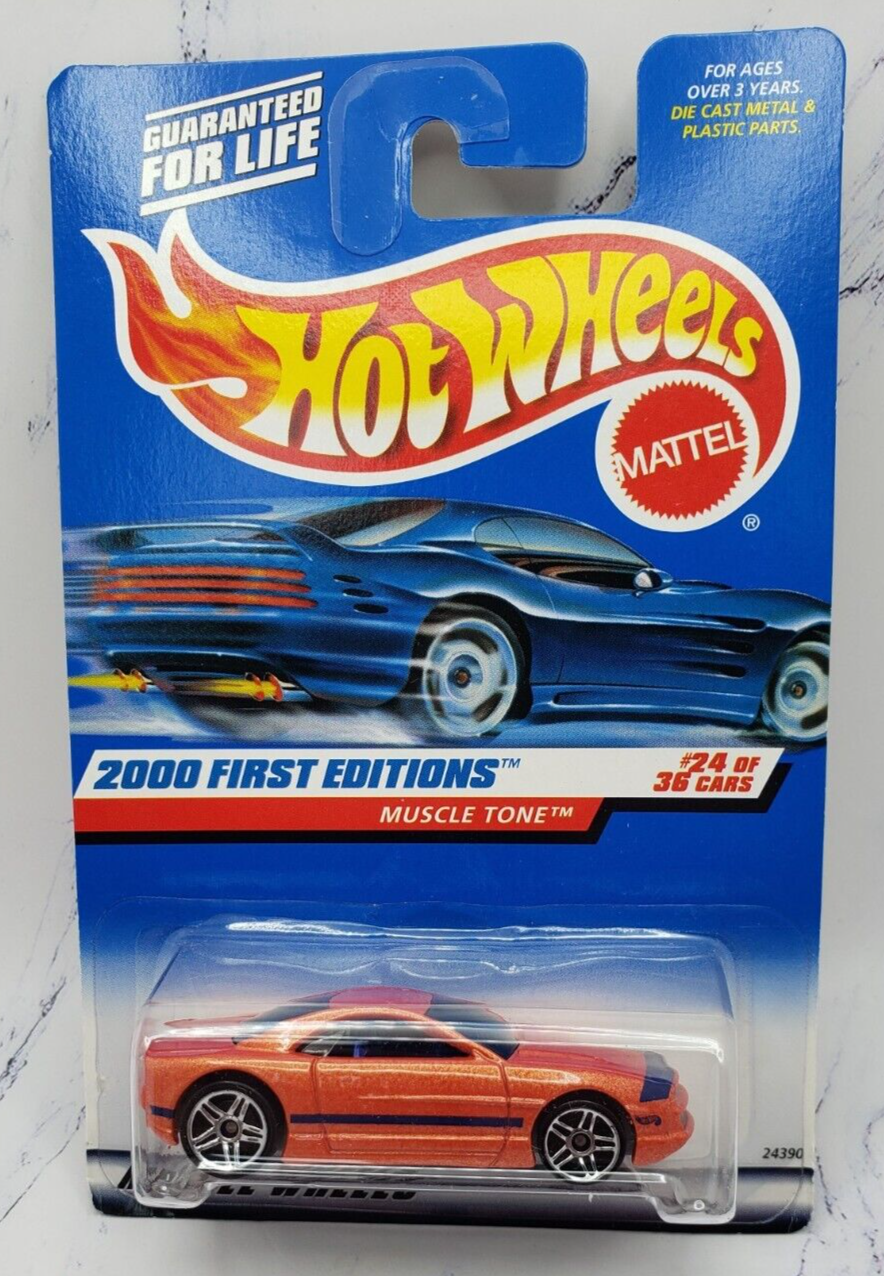 GUARANTEED
FOR LIFE
FOR AGES
OVER 3 YEARS.
DIE CAST METAL &
PLASTIC PARTS.
HOT WHEELS
MATTEL
®
2000 FIRST EDITIONS™
#24 OF
36 CARS
MUSCLE TONE™
24390
WHEELS